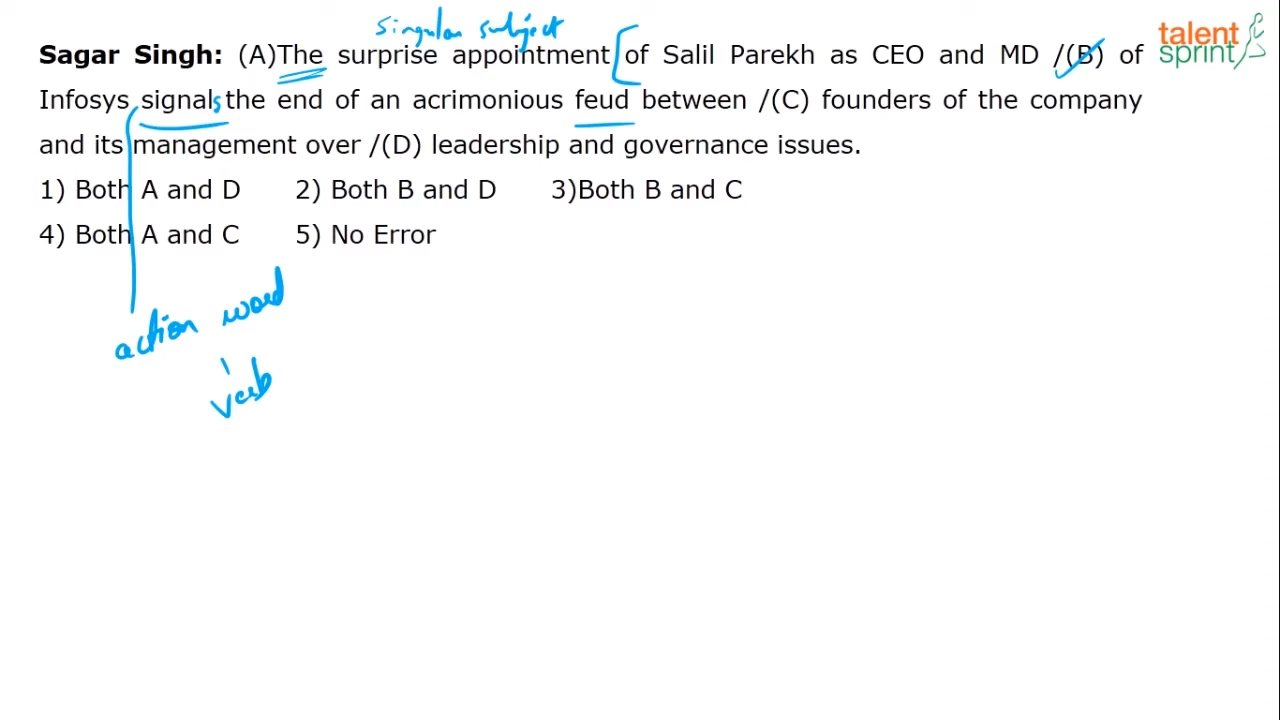 singular subject
talent
sprint
Sagar Singh: (A)The surprise appointment of Salil Parekh as CEO and MD /(B) of
Infosys signals the end of an acrimonious feud between /(C) founders of the company
and its management over /(D) leadership and governance issues.
1) Both A and D 2) Both B and D 3)Both B and C
4) Both A and C 5) No Error
action word
verb